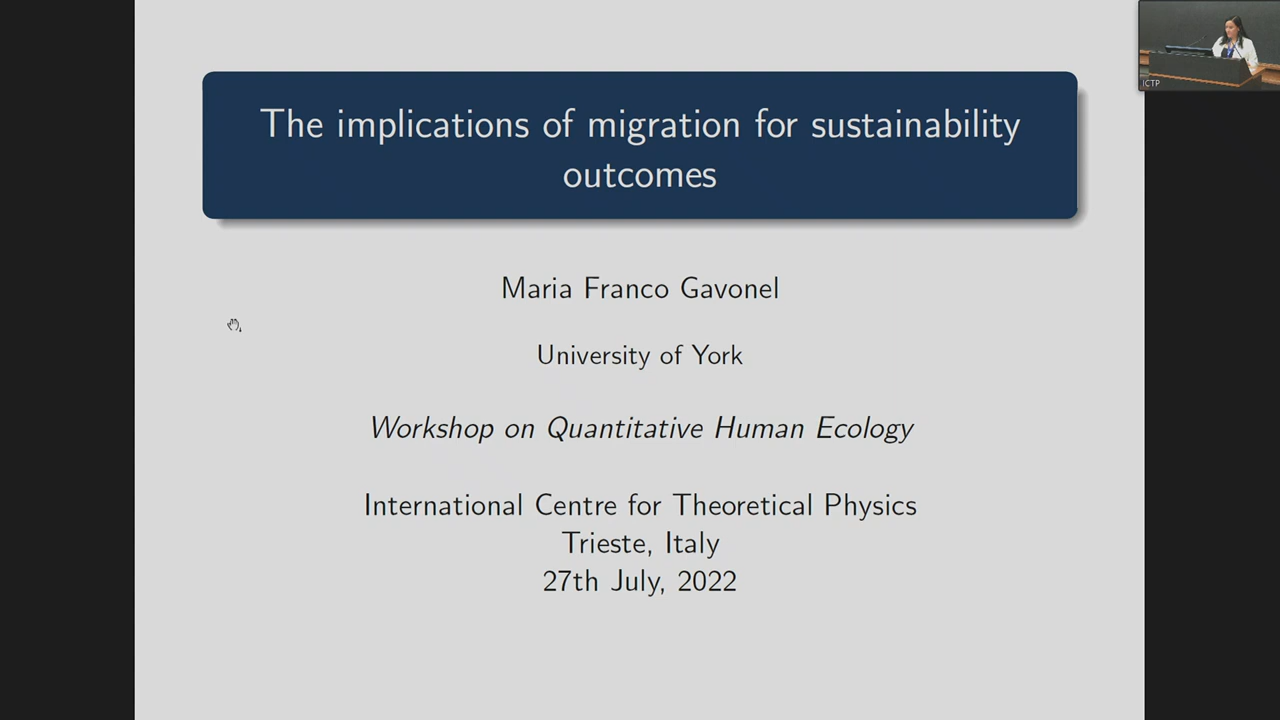 The implications of migration for sustainability
outcomes
Maria Franco Gavonel
University of York
Workshop on Quantitative Human Ecology
International Centre for Theoretical Physics
Trieste, Italy
27th July, 2022
ICTP